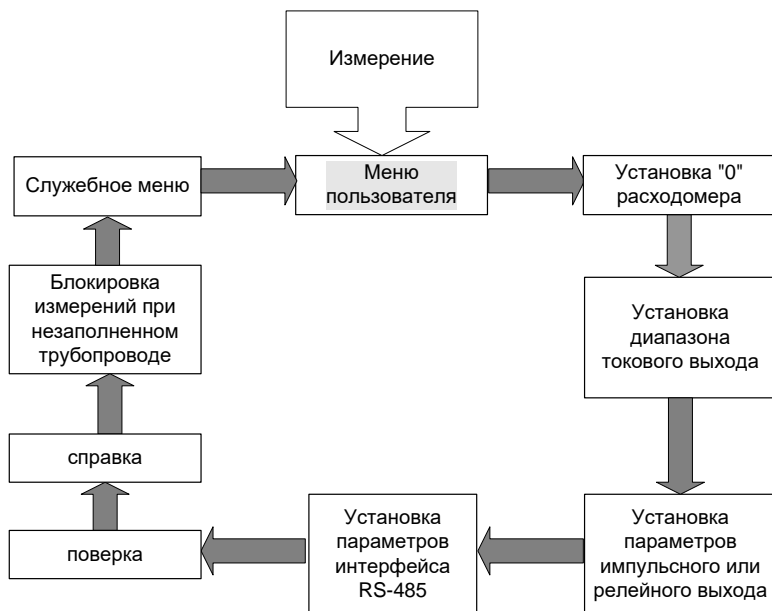 Измерение
Служебное меню
Меню
пользователя
Установка "0"
расходомера
Блокировка
измерений при
незаполненном
трубопроводе
Установка
диапазона
токового выхода
справка
поверка
Установка
параметров
интерфейса
RS-485
Установка
параметров
импульсного или
релейного выхода